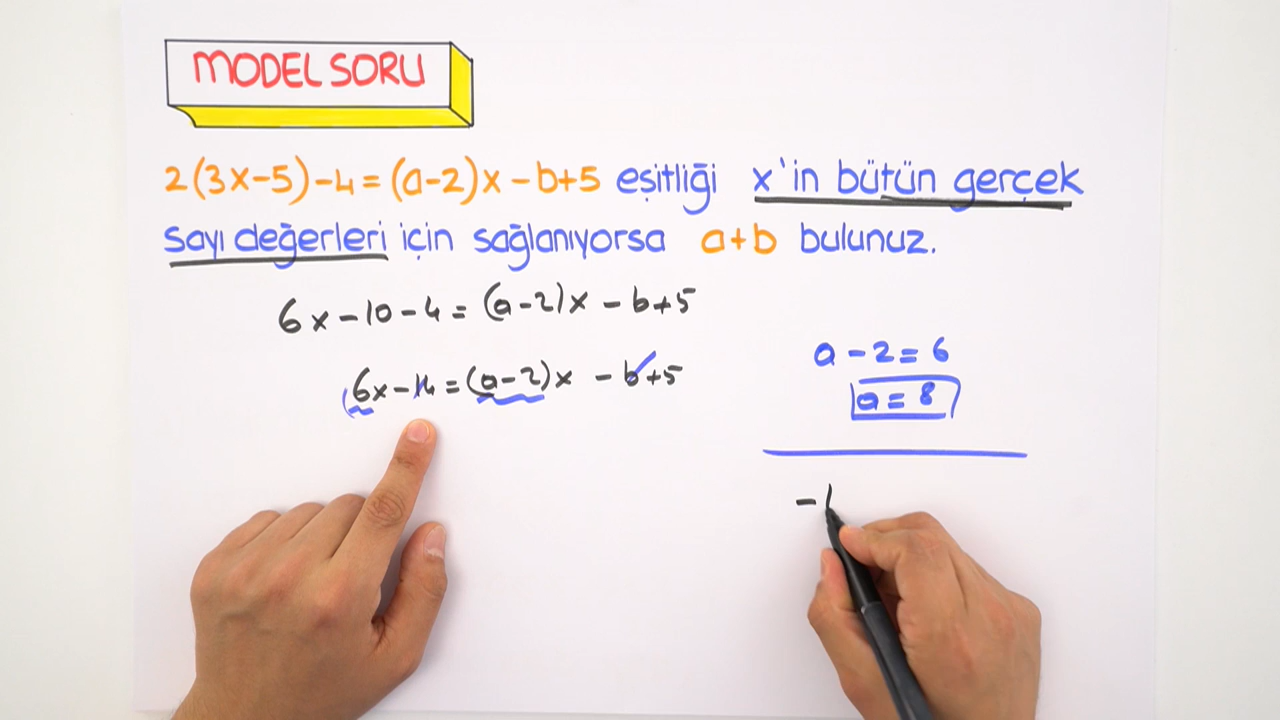 MODEL SORU
2(3x-5)-4=(a-2)x-b+5 eşitliği x'in bütün gerçek
sayı değerleri için sağlanıyorsa a+b bulunuz.
6x-10-4=(a-2)x-b+5
6x-14=(a-2)x-b+5
a-2=6
a=8
-